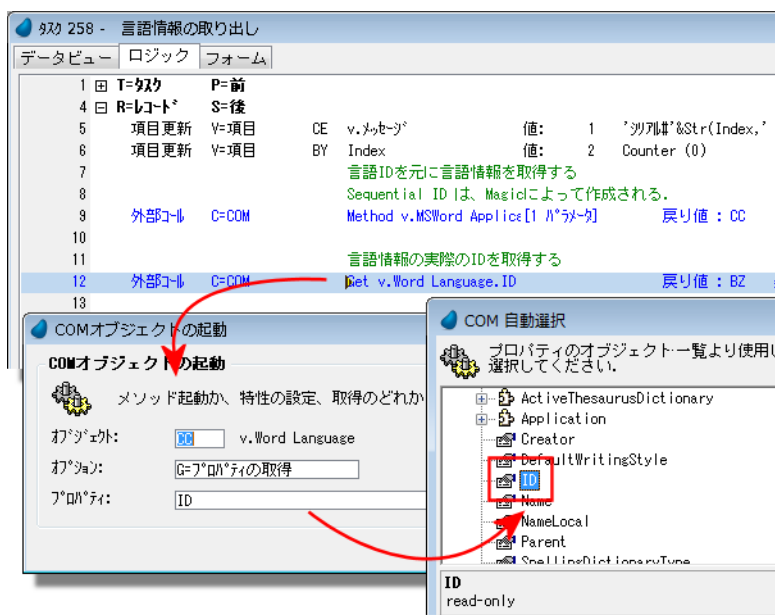 ﾀｽｸ 258 - 言語情報の取り出し
データビュー ロジック フォーム
1 T=ﾀｽｸ P=前
4 R=ﾚｺｰﾄﾞ S=後
5 項目更新 V=項目 CE v.ﾒｯｾｰｼﾞ 値: 1 'ｼﾘｱﾙ#'&Str(Index,'
6 項目更新 V=項目 BY Index 値: 2 Counter (0)
7 言語IDを元に言語情報を取得する
8 Sequential ID は、Magicによって作成される.
9 外部ｺｰﾙ C=COM Method v.MSWord Applica[1 ﾊﾟﾗﾒｰﾀ] 戻り値 : CC
10
11 言語情報の実際のIDを取得する
12 外部ｺｰﾙ C=COM Get v.Word Language.ID 戻り値 : BZ
13
COMオブジェクトの起動
COMオブジェクトの起動
メソッド起動か、特性の設定、取得のどれか
ｵﾌﾞｼﾞｪｸﾄ: CC v.Word Language
ｵﾌﾟｼｮﾝ: G=ﾌﾟﾛﾊﾟﾃｨの取得
ﾌﾟﾛﾊﾟﾃｨ: ID
COM 自動選択
プロパティのオブジェクト一覧より使用し
選択してください.
ActiveThesaurusDictionary
Application
Creator
DefaultWritingStyle
ID
Name
NameLocal
Parent
SpellingDictionaryType
ID
read-only